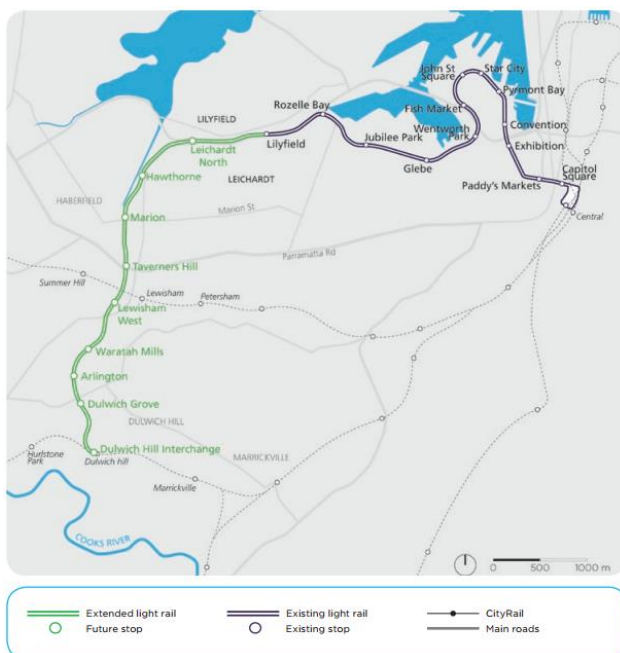 John St
Square
Star City
Pyrmont Bay
Rozelle Bay
Fish Market
LILYFIELD
Wentworth
Park
Convention
Lilyfield
Jubilee Park
Exhibition
Leichardt
North
Glebe
Capitol
Square
Hawthorne
LEICHARDT
Paddy's Markets
HABERFIELD
Marion St
Central
Marion
Parramatta Rd
Taverners Hill
Summer Hill
Lewisham
Petersham
Lewisham
West
Waratah Mills
Arlington
Dulwich Grove
DULWICH HILL
Dulwich Hill Interchange
Hurlstone
Park
Dulwich hill
MARRICKVILLE
Marrickville
COOKS RIVER
0 500 1000 m
Extended light rail
Existing light rail
CityRail
Future stop
Existing stop
Main roads